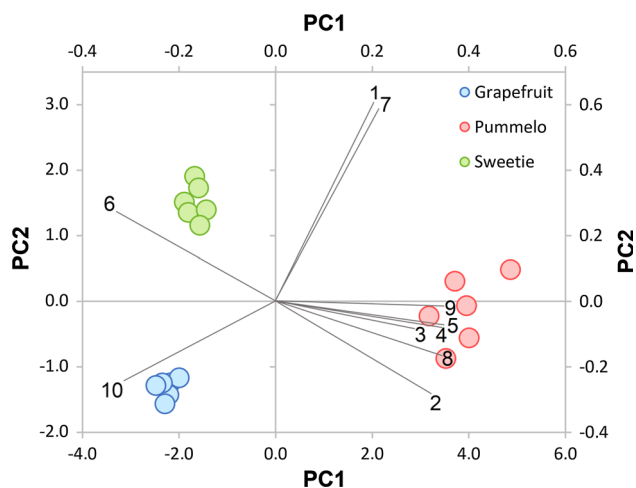 PC1
-0.4 -0.2 0.0 0.2 0.4 0.6
3.0 1 7 Grapefruit 0.6
Pummelo
2.0 Sweetie 0.4
6
1.0 0.2
PC2 PC2
0.0 9 0.0
5
3 4
-1.0 8 -0.2
10
2
-2.0 -0.4
-4.0 -2.0 0.0 2.0 4.0 6.0
PC1